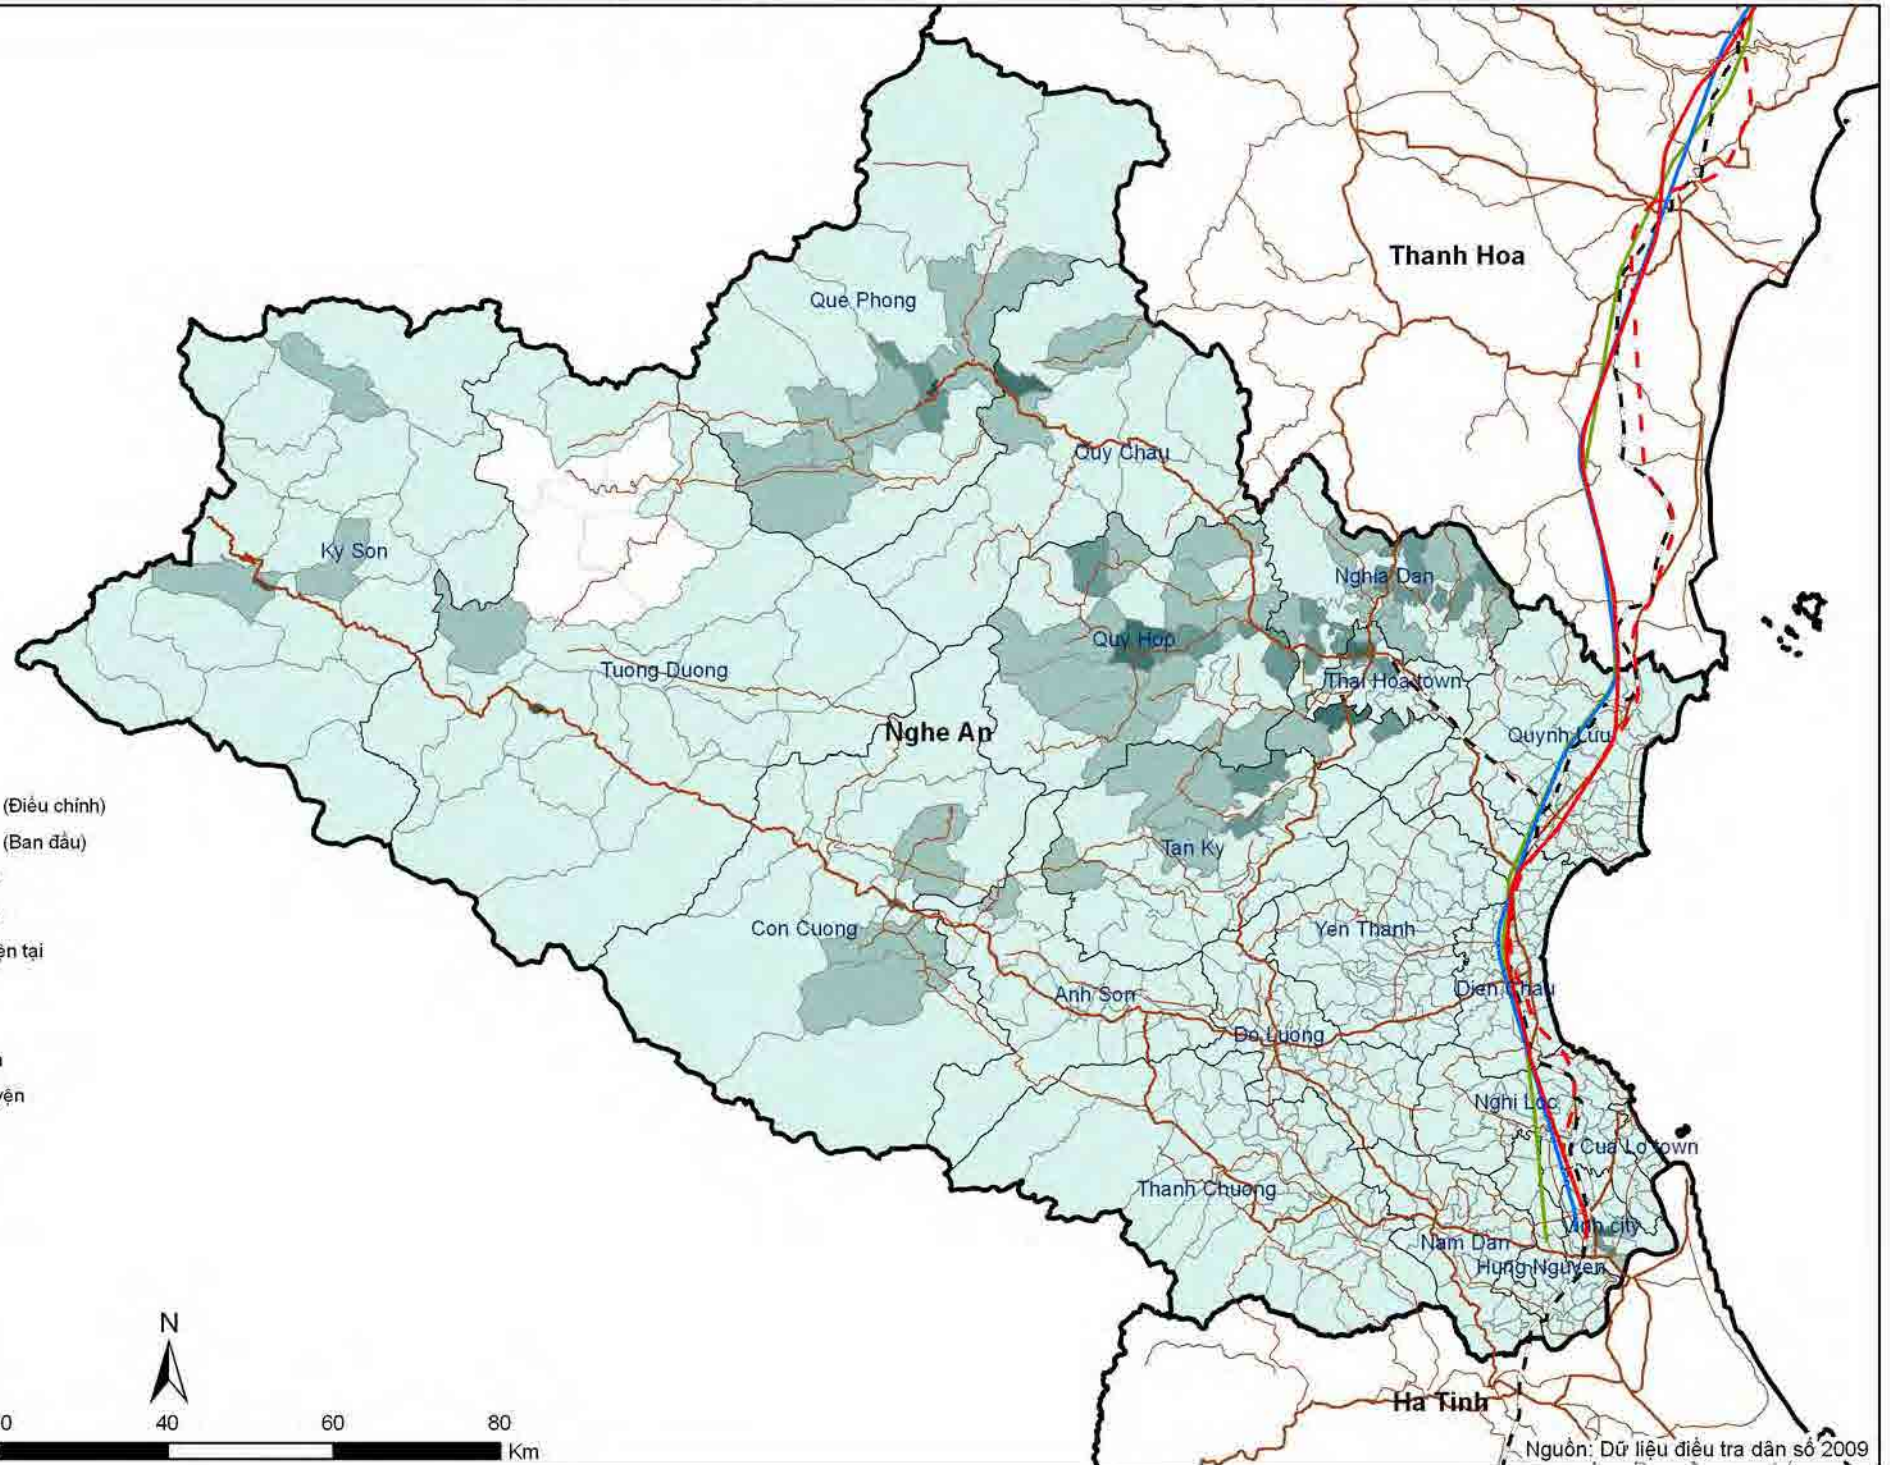 Thanh Hoa
Que Phong
Quy Chau
Ky Son
Nghia Dan
Quy Hop
Tuong Duong
Thai Hoa town
Nghe An
Quynh Luu
(Điều chỉnh)
(Ban đầu)
Tan Ky
Con Cuong
Yen Thanh
ện tại
Dien Chau
Anh Son
Do Luong
Nghi Loc
Cua Lo town
Thanh Chuong
Vinh city
Nam Dan
Hung Nguyen
N
Ha Tinh
0 40 60 80
Km
Nguồn: Dữ liệu điều tra dân số 2009